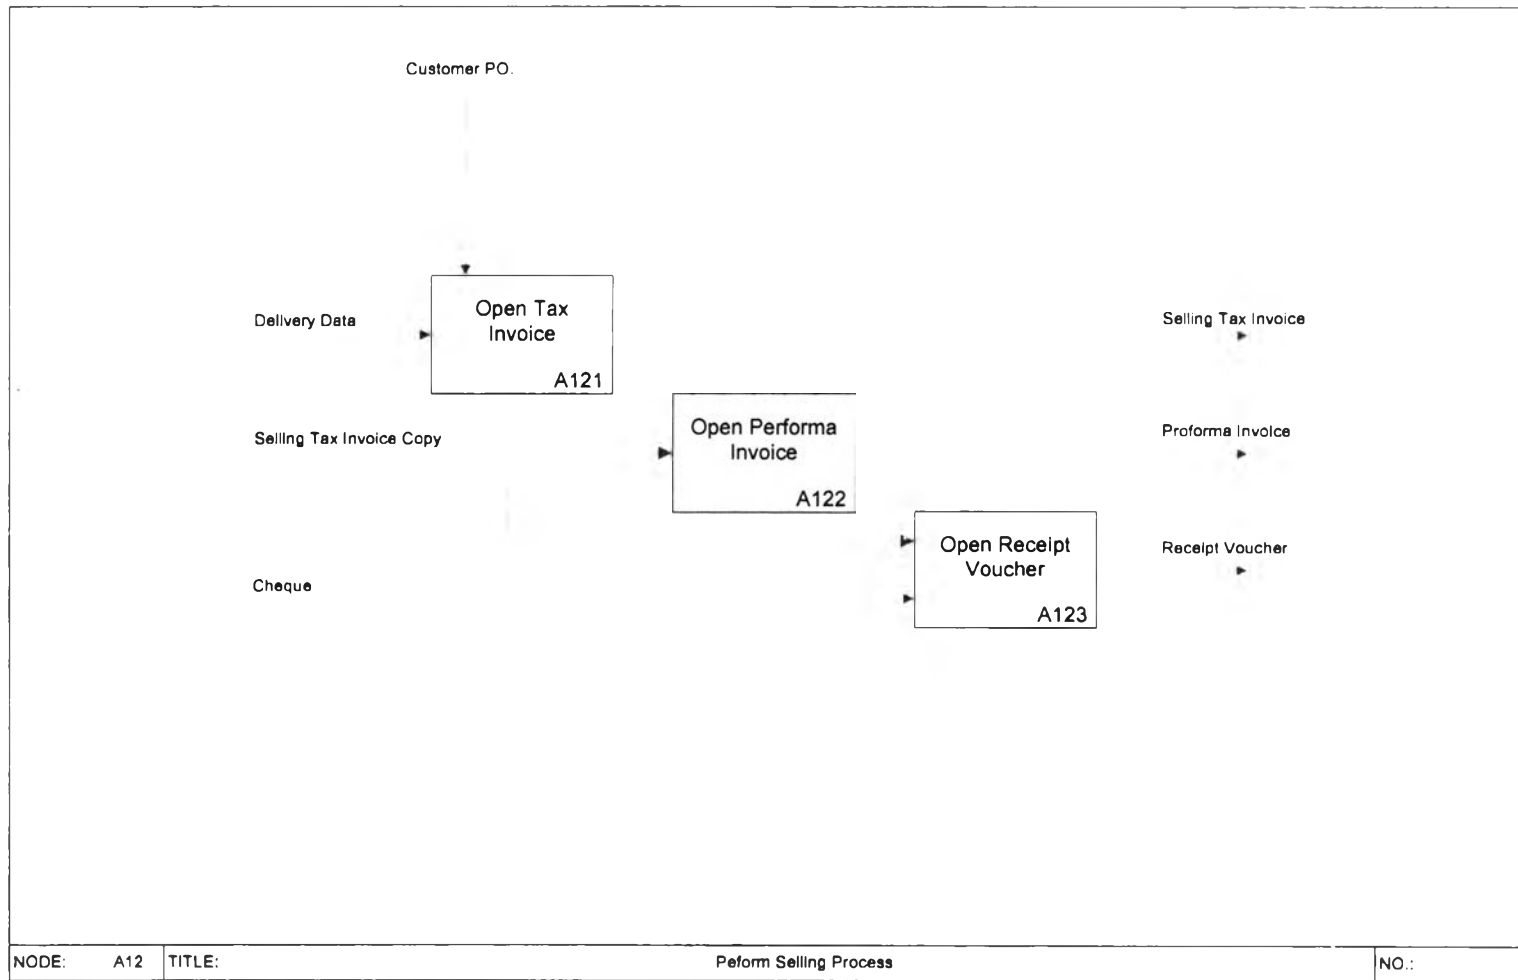 Customer PO.
Open Tax
Invoice
A121
Delivery Data
Selling Tax Invoice
Open Performa
Invoice
A122
Selling Tax Invoice Copy
Proforma Invoice
Open Receipt
Voucher
A123
Cheque
Receipt Voucher
NODE: A12 TITLE: Peform Selling Process NO.: